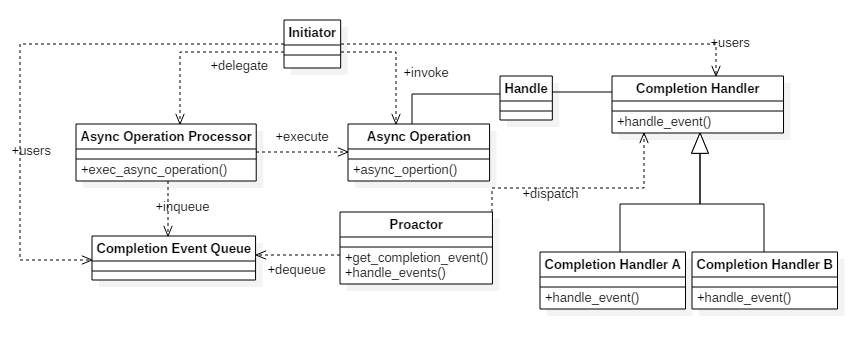 Initiator
+users
+delegate
+invoke
Handle
Completion Handler
+handle_event()
Async Operation Processor
+exec_async_operation()
+execute
Async Operation
+async_opertion()
+users
+inqueue
+dispatch
Proactor
+get_completion_event()
+handle_events()
Completion Event Queue
+dequeue
Completion Handler A
+handle_event()
Completion Handler B
+handle_event()